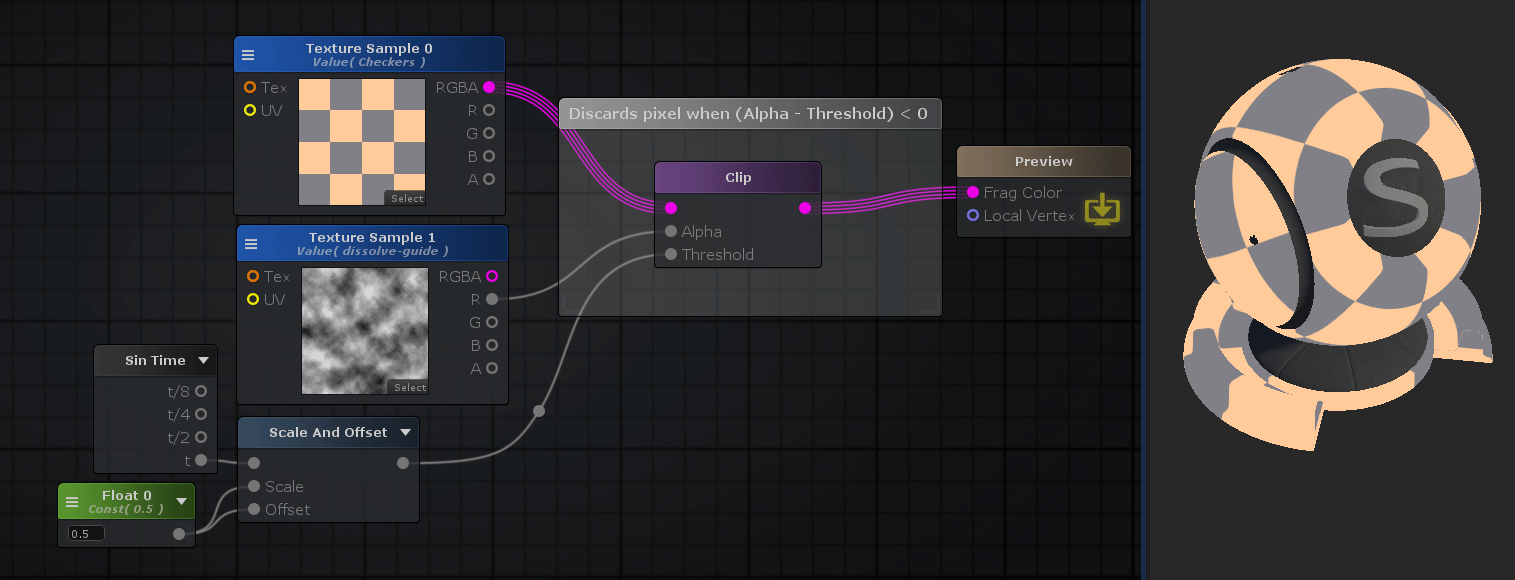 Texture Sample 0
Value( Checkers )
Tex
RGBA
UV
R
G
B
A
Select
Discards pixel when (Alpha - Threshold) < 0
Clip
Alpha
Threshold
Preview
Frag Color
Local Vertex
S
Texture Sample 1
Value( dissolve-guide )
Tex
RGBA
UV
R
G
B
A
Select
Sin Time
t/8
t/4
t/2
t
Scale And Offset
Scale
Offset
Float 0
Const( 0.5 )
0.5